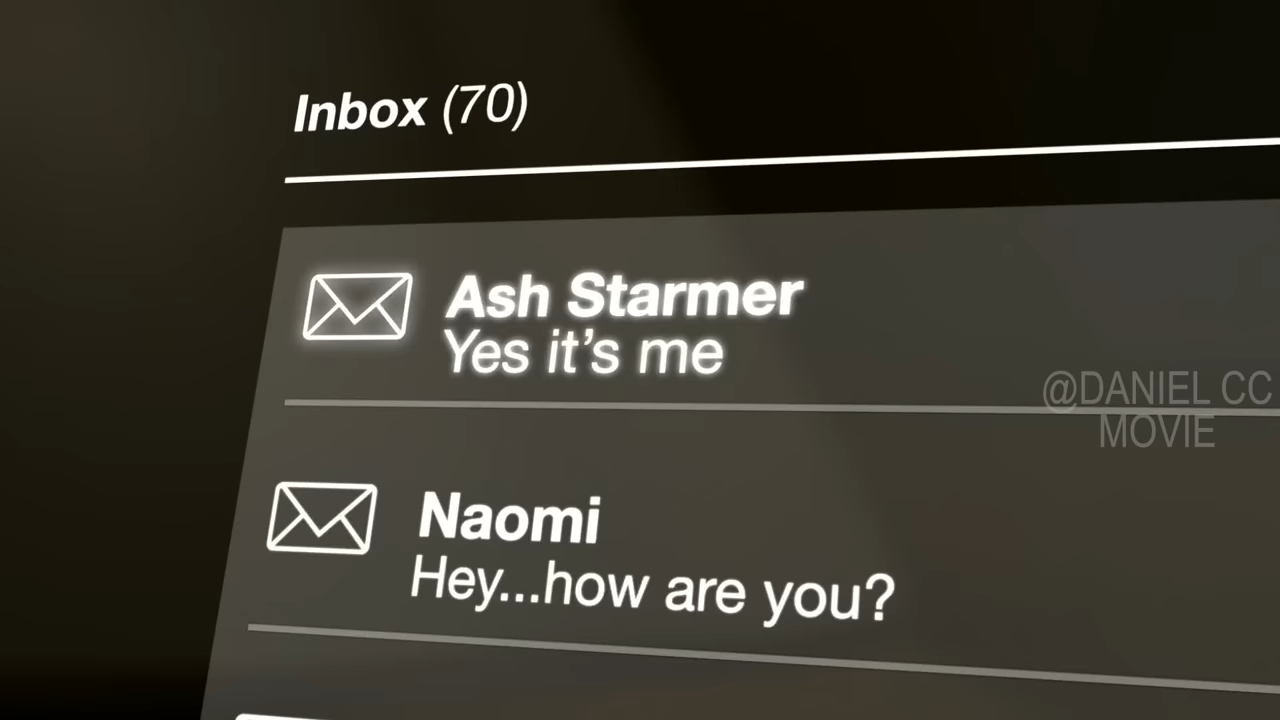 Inbox (70)
Ash Starmer
Yes it's me
@DANIEL CC
MOVIE
Naomi
Hey...how are you?